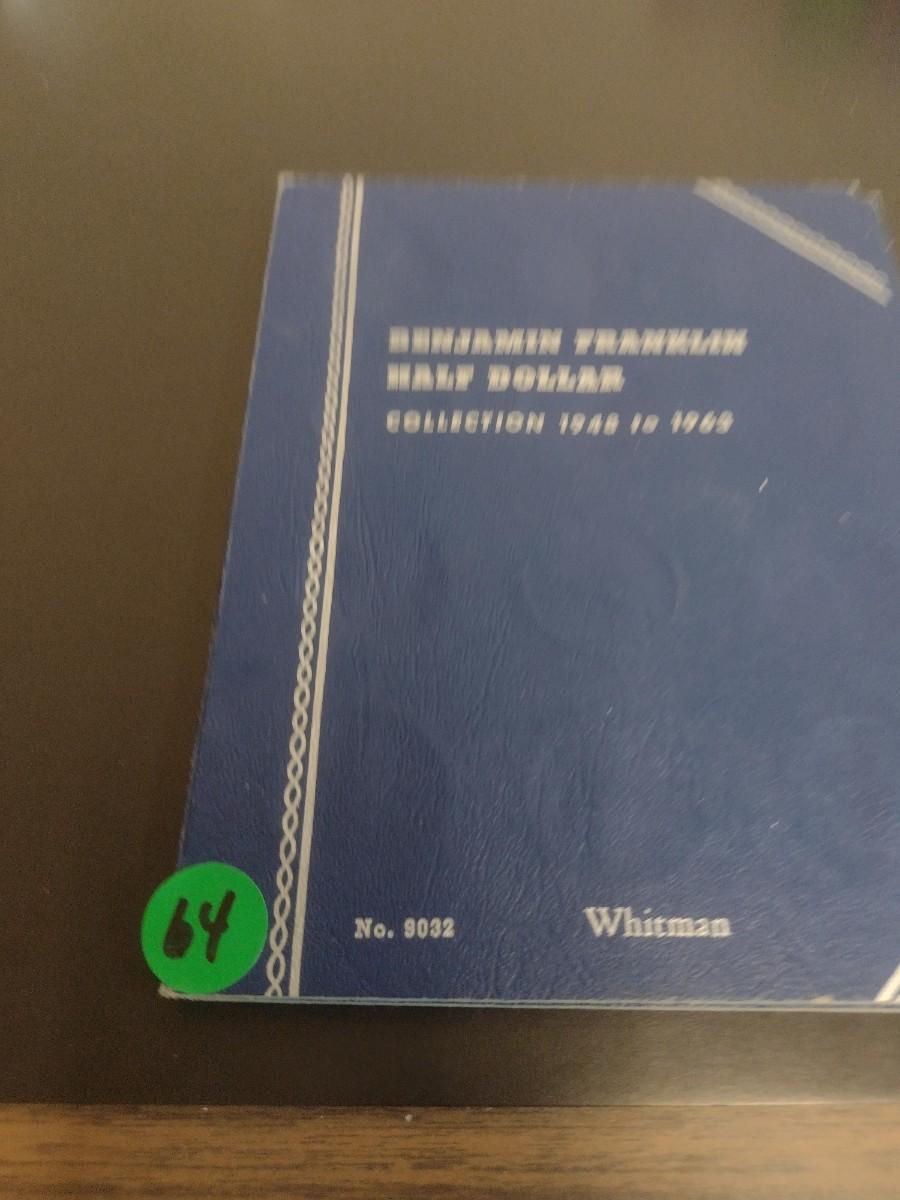 BENJAMIN FRANKLIN
HALF DOLLAR
COLLECTION 1948 to 1963
No. 9032
Whitman
64